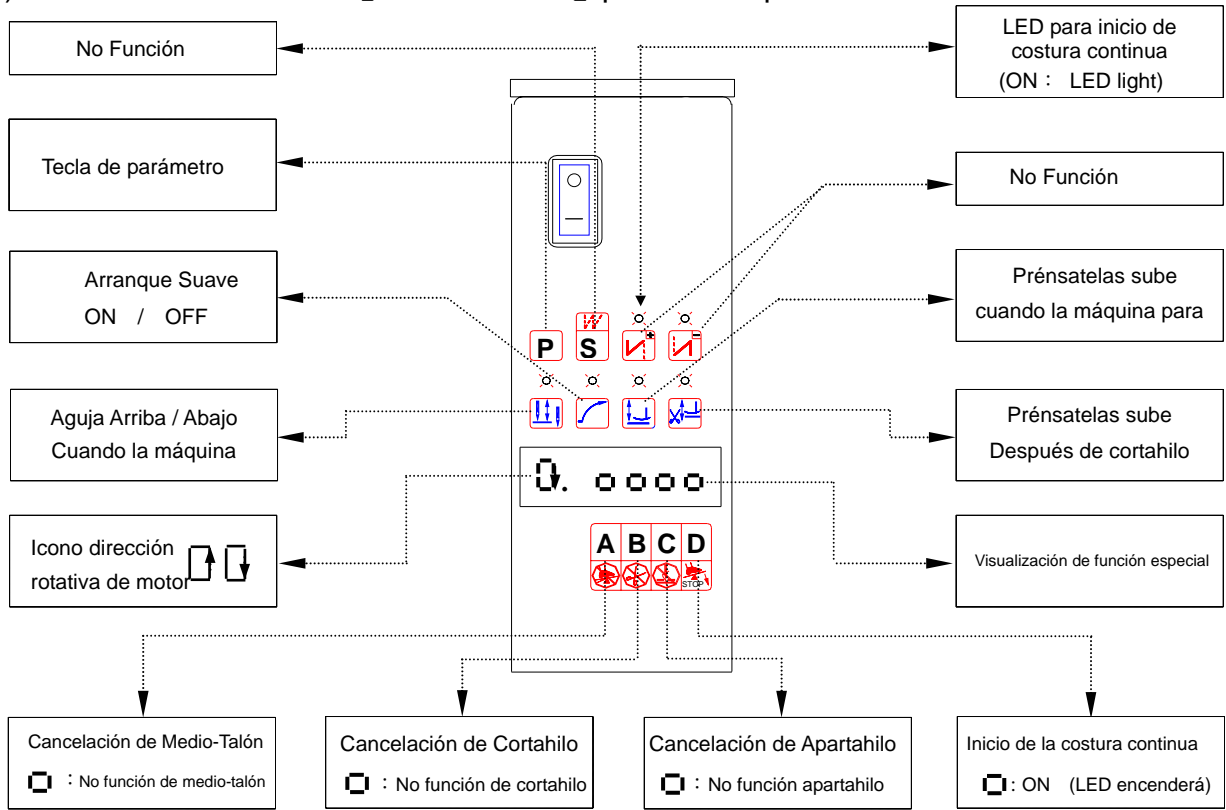 No Función
LED para inicio de
costura continua
(ON : LED light)
Tecla de parámetro
No Función
Arranque Suave
ON / OFF
Prénsatelas sube
cuando la máquina para
P
S
+
−
Aguja Arriba / Abajo
Cuando la máquina
Prénsatelas sube
Después de cortahilo
Icono dirección
rotativa de motor
Visualización de función especial
A B C D
STOP
Cancelación de Medio-Talón
: No función de medio-talón
Cancelación de Cortahilo
: No función de cortahilo
Cancelación de Apartahilo
: No función apartahilo
Inicio de la costura continua
: ON (LED encenderá)